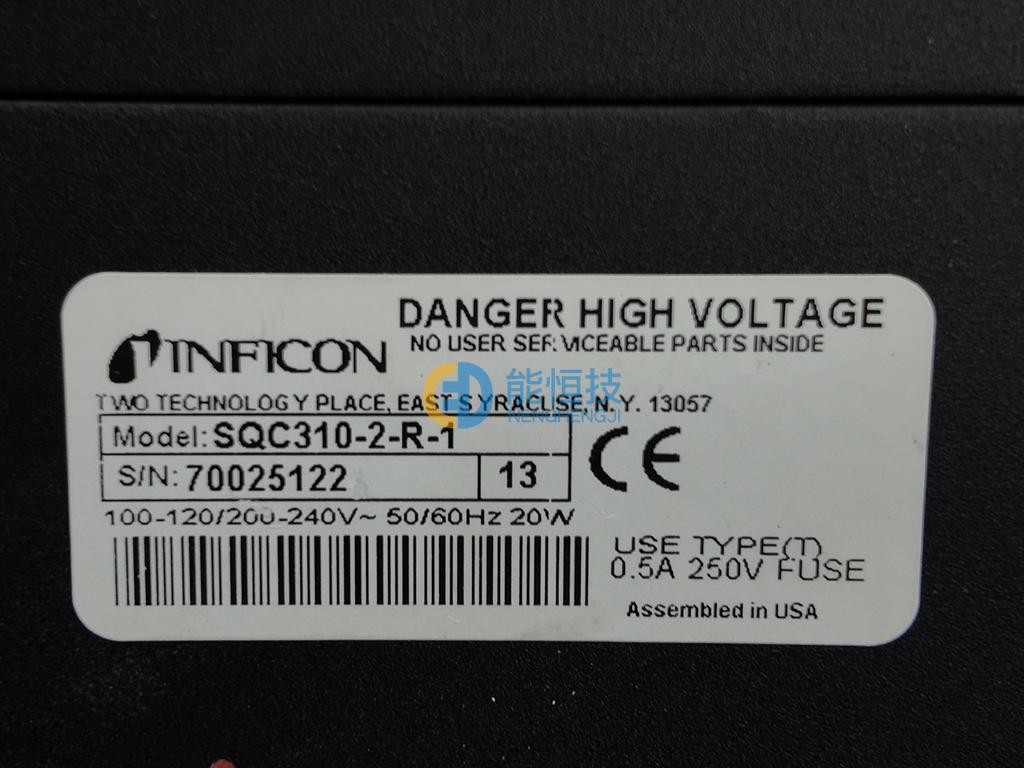 DANGER HIGH VOLTAGE
INFICON
NO USER SERVICEABLE PARTS INSIDE
能恒技
NENGHENGJI
TWO TECHNOLOGY PLACE, EAST SYRACUSE, N.Y. 13057
Model: SQC310-2-R-1
S/N: 70025122 13
CE
100-120/200-240V~ 50/60Hz 20W
USE TYPE(T)
0.5A 250V FUSE
Assembled in USA